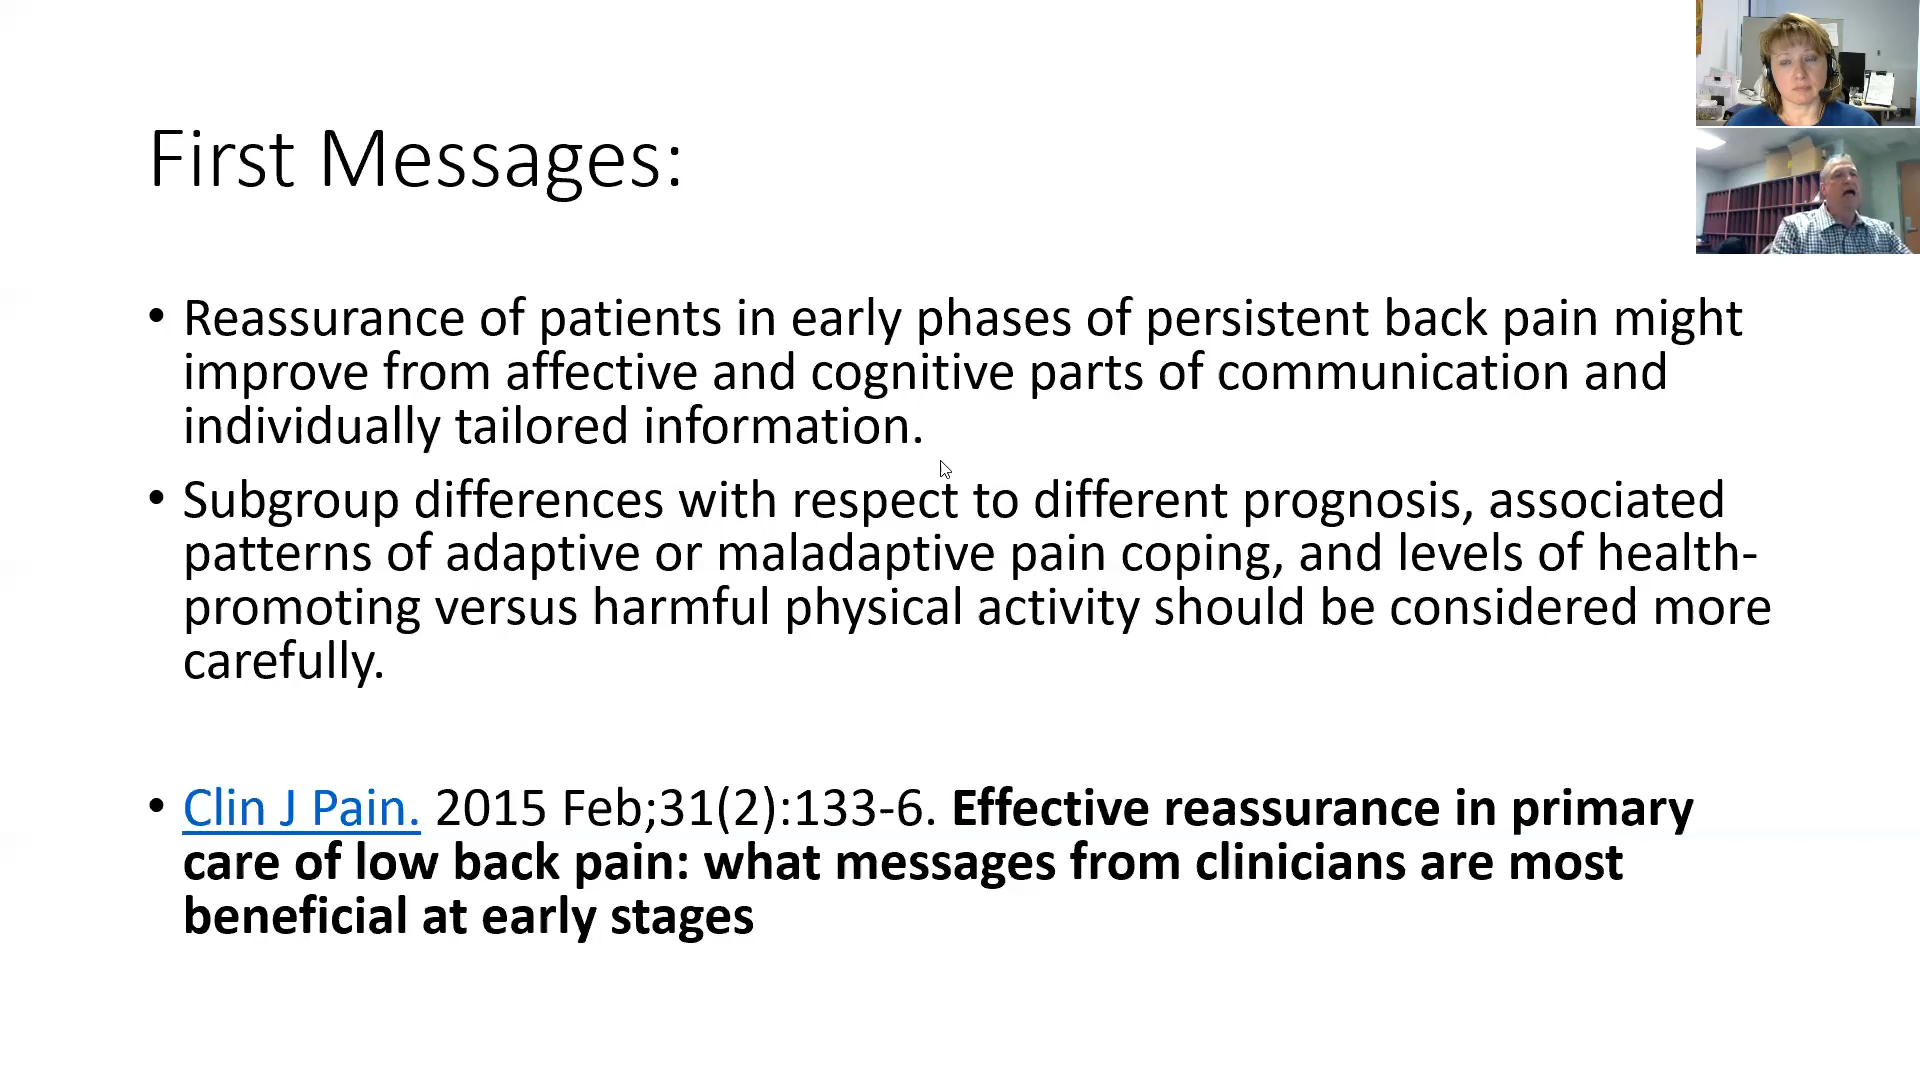 First Messages:
• Reassurance of patients in early phases of persistent back pain might
improve from affective and cognitive parts of communication and
individually tailored information.
• Subgroup differences with respect to different prognosis, associated
patterns of adaptive or maladaptive pain coping, and levels of health-
promoting versus harmful physical activity should be considered more
carefully.
• Clin J Pain. 2015 Feb;31(2):133-6. Effective reassurance in primary
care of low back pain: what messages from clinicians are most
beneficial at early stages